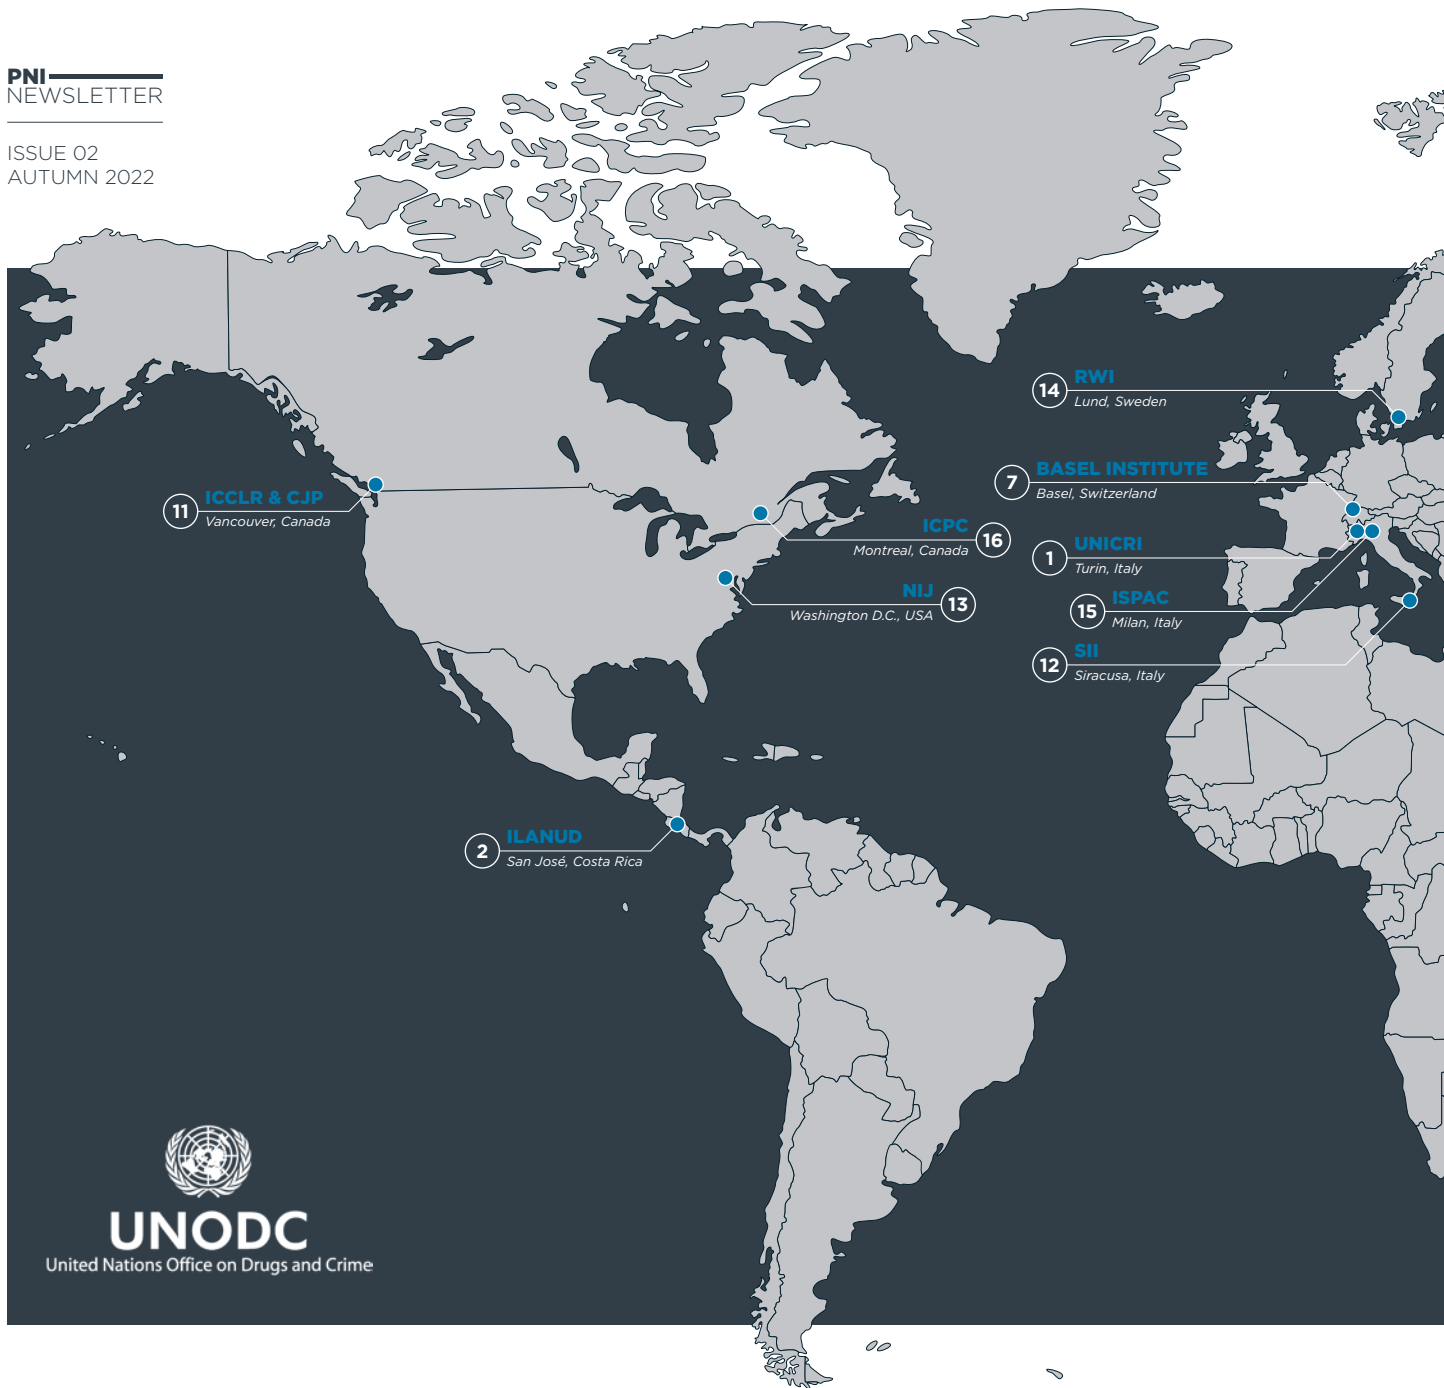 PNI
NEWSLETTER
ISSUE 02
AUTUMN 2022
14
RWI
Lund, Sweden
7
BASEL INSTITUTE
Basel, Switzerland
11
ICCLR & CJP
Vancouver, Canada
ICPC
Montreal, Canada
16
1
UNICRI
Turin, Italy
NIJ
Washington D.C., USA
13
15
ISPAC
Milan, Italy
12
SII
Siracusa, Italy
2
ILANUD
San José, Costa Rica
UNODC
United Nations Office on Drugs and Crime